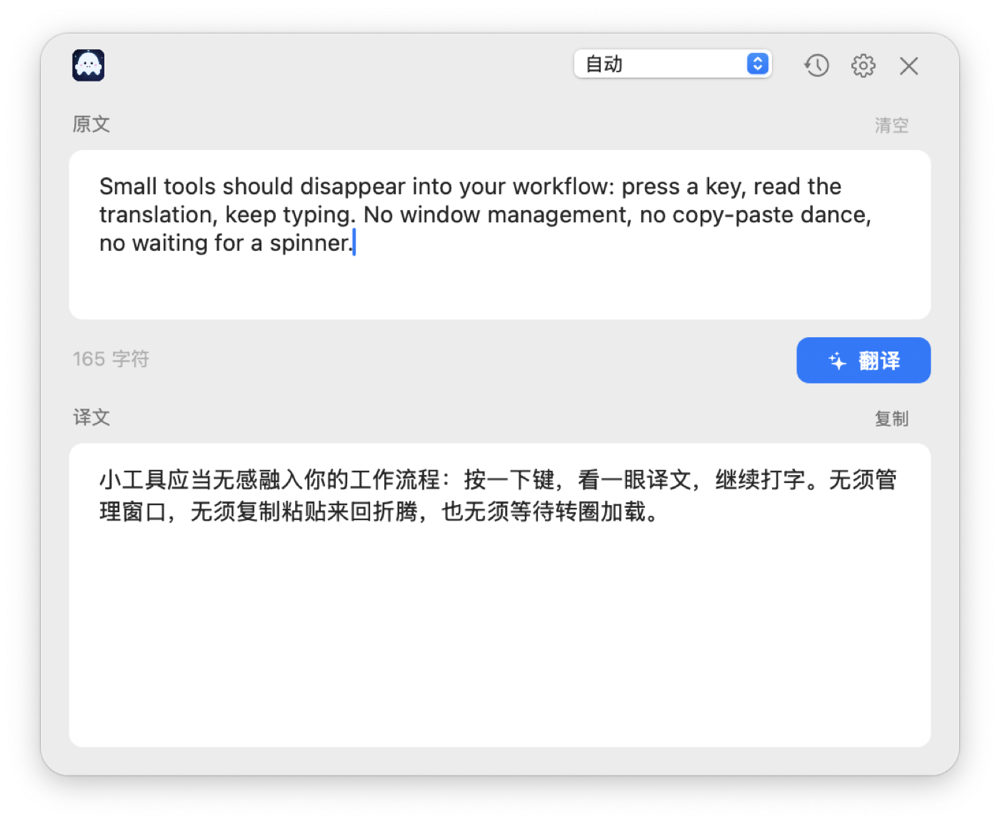 自动
原文
清空
Small tools should disappear into your workflow: press a key, read the
translation, keep typing. No window management, no copy-paste dance,
no waiting for a spinner.
165 字符
翻译
译文
复制
小工具应当无感融入你的工作流程：按一下键，看一眼译文，继续打字。无须管
理窗口，无须复制粘贴来回折腾，也无须等待转圈加载。